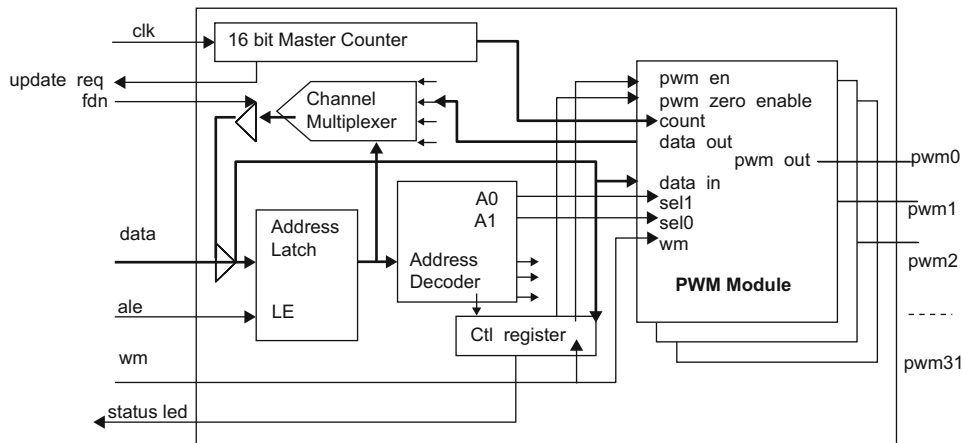 clk
16 bit Master Counter
update req
fdn
Channel
Multiplexer
pwm en
pwm zero enable
count
data out
pwm out
pwm0
data in
sel1
sel0
wm
PWM Module
pwm1
pwm2
pwm31
A0
A1
Address
Decoder
data
Address
Latch
LE
ale
Ctl register
wm
status led